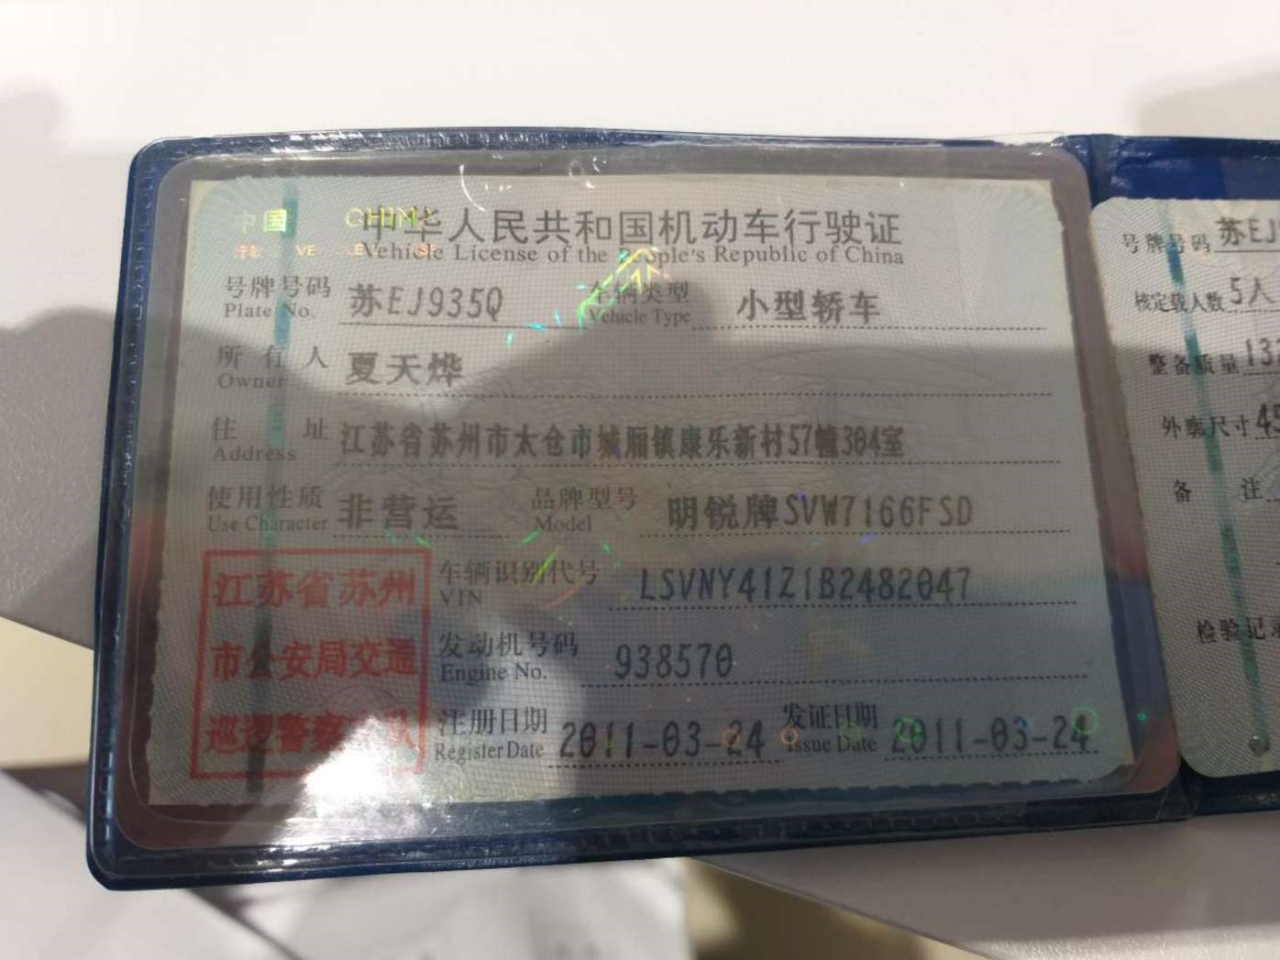 中国 CHINA
中华人民共和国机动车行驶证
Vehicle License of the People's Republic of China
号牌号码 苏EJ935Q 车辆类型 小型轿车
Plate No. Vehicle Type
所有人 夏天烨
Owner
住址 江苏省苏州市太仓市城厢镇康乐新村57幢304室
Address
使用性质 非营运 品牌型号 明锐牌SVW7166FSD
Use Character Model
江苏省苏州
市公安局交通
巡逻警察支队
车辆识别代号 LSVNY41Z1B2482047
VIN
发动机号码 938570
Engine No.
注册日期 2011-03-24 发证日期 2011-03-24
Register Date Issue Date
号牌号码 苏EJ
核定载人数 5人
整备质量 13
外廓尺寸 45
备注
检验记录